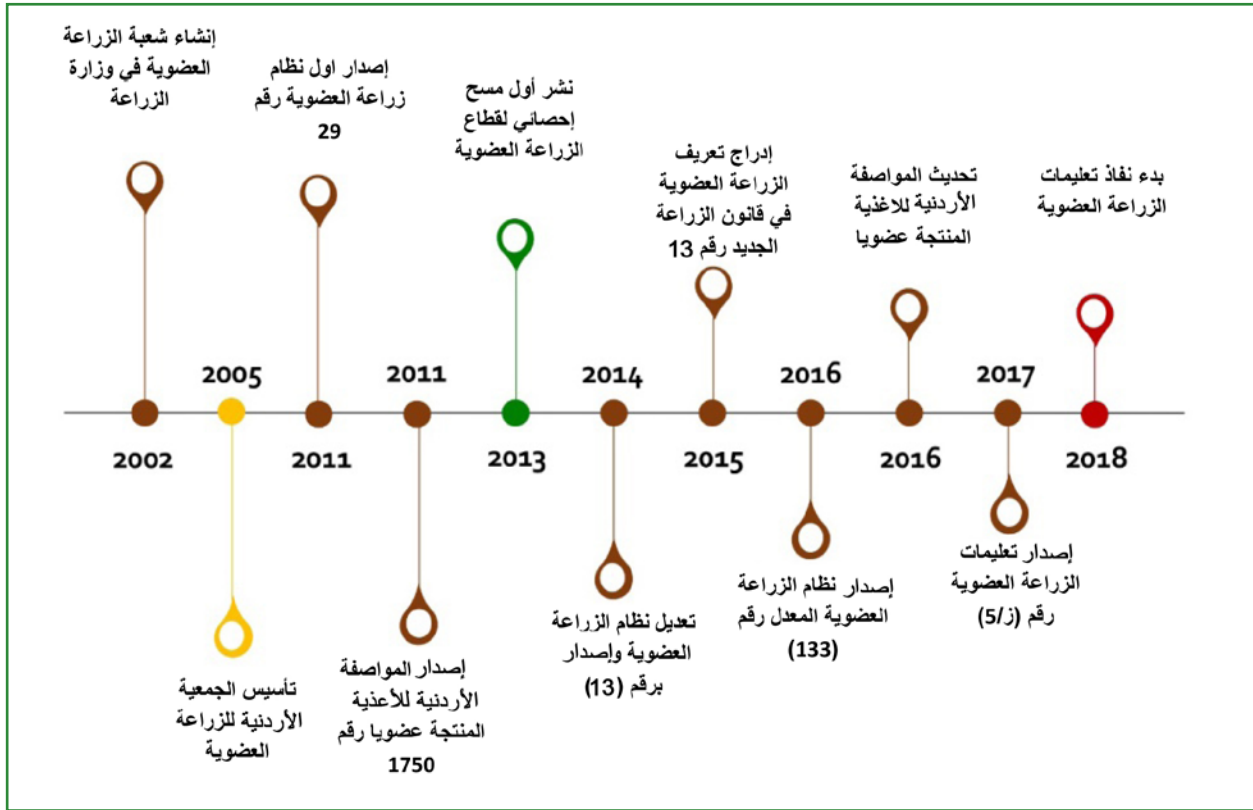 إنشاء شعبة الزراعة
العضوية في وزارة
الزراعة
2002
2005
تأسيس الجمعية
الأردنية للزراعة
العضوية
إصدار اول نظام
زراعة العضوية رقم
29
2011
2011
إصدار المواصفة
الأردنية للأغذية
المنتجة عضويا رقم
1750
نشر أول مسح
إحصائي لقطاع
الزراعة العضوية
2013
2014
تعديل نظام الزراعة
العضوية وإصدار
برقم (13)
إدراج تعريف
الزراعة العضوية
في قانون الزراعة
الجديد رقم 13
2015
2016
إصدار نظام الزراعة
العضوية المعدل رقم
(133)
تحديث المواصفة
الأردنية للاغذية
المنتجة عضويا
2016
2017
إصدار تعليمات
الزراعة العضوية
رقم (ز/5)
بدء نفاذ تعليمات
الزراعة العضوية
2018